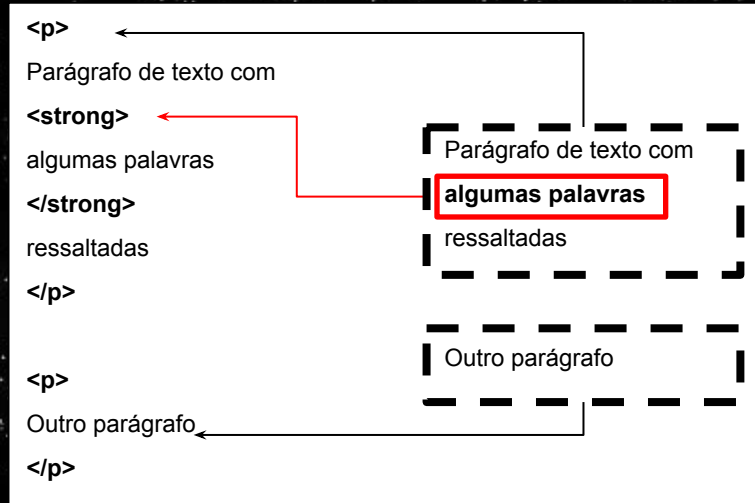 <p>
Parágrafo de texto com
<strong>
algumas palavras
</strong>
ressaltadas
</p>
<p>
Outro parágrafo
</p>
Parágrafo de texto com
algumas palavras
ressaltadas
Outro parágrafo